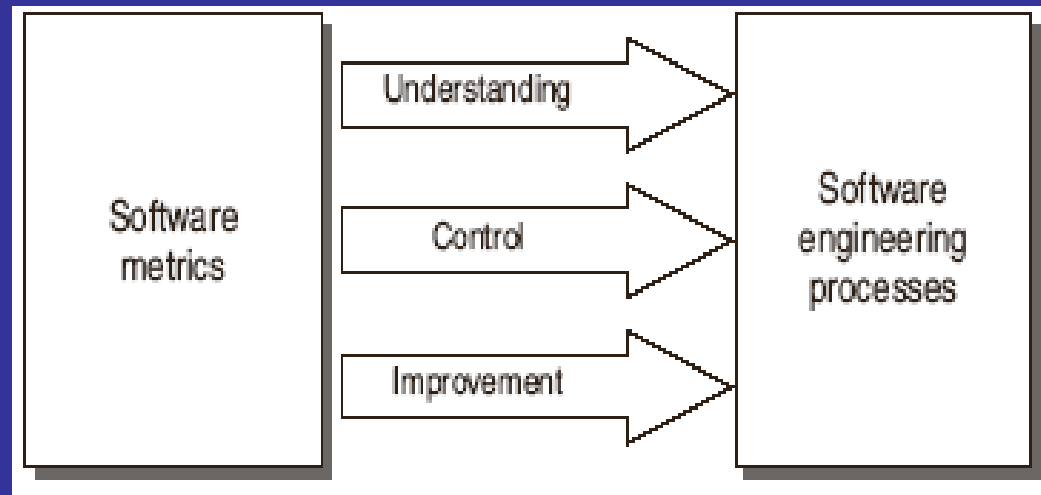 Software
metrics
Understanding
Control
Improvement
Software
engineering
processes